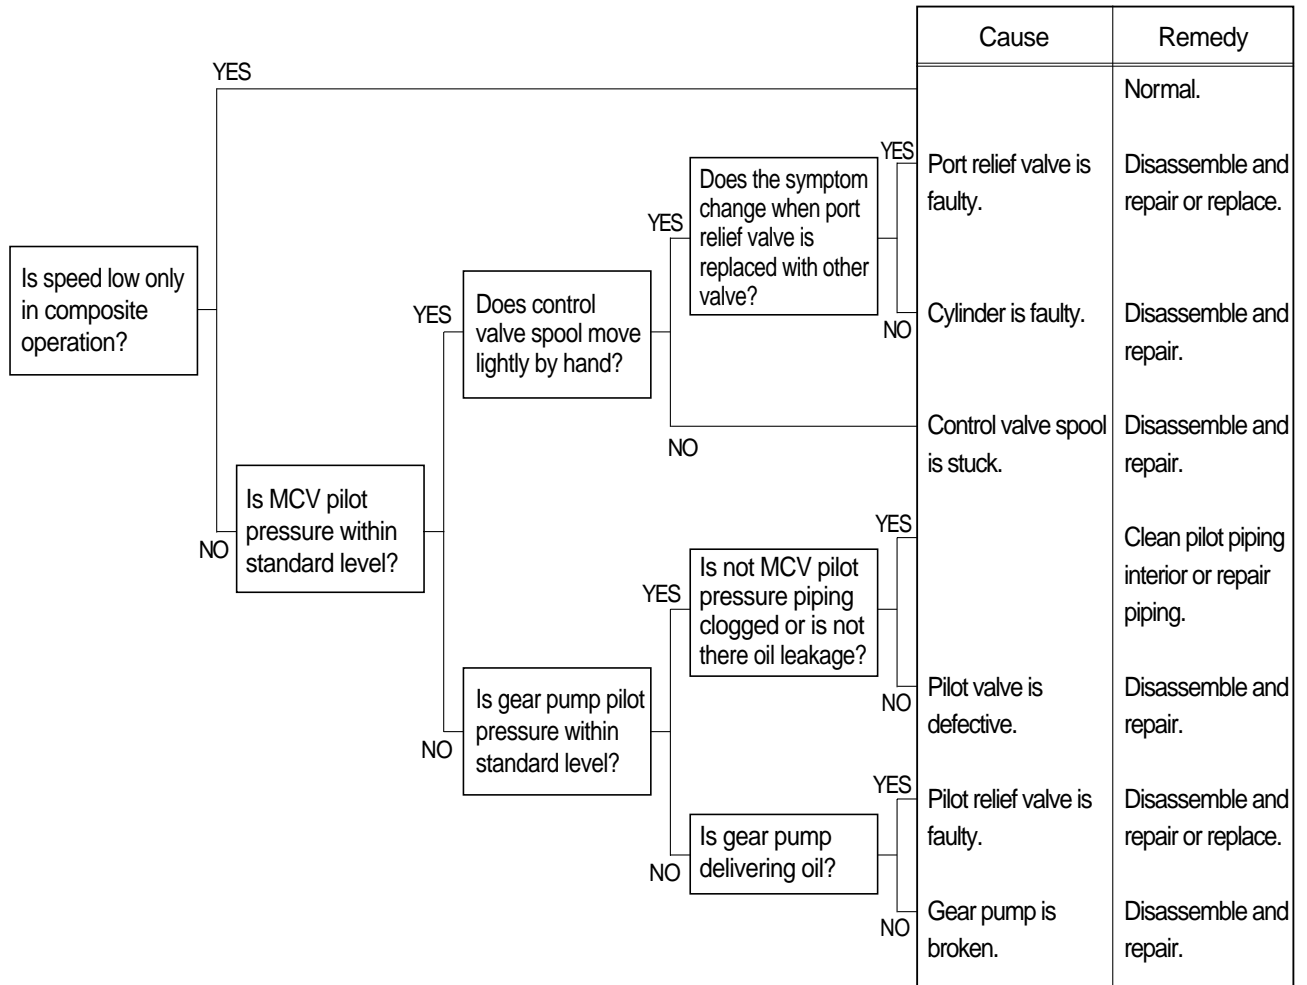 Cause
Remedy
YES
Normal.
Is speed low only
in composite
operation?
NO
Is MCV pilot
pressure within
standard level?
YES
Does control
valve spool move
lightly by hand?
YES
Does the symptom
change when port
relief valve is
replaced with other
valve?
YES
Port relief valve is
faulty.
Disassemble and
repair or replace.
NO
Cylinder is faulty.
Disassemble and
repair.
NO
Control valve spool
is stuck.
Disassemble and
repair.
NO
Is gear pump pilot
pressure within
standard level?
YES
Is not MCV pilot
pressure piping
clogged or is not
there oil leakage?
YES
Clean pilot piping
interior or repair
piping.
NO
Pilot valve is
defective.
Disassemble and
repair.
NO
Is gear pump
delivering oil?
YES
Pilot relief valve is
faulty.
Disassemble and
repair or replace.
NO
Gear pump is
broken.
Disassemble and
repair.